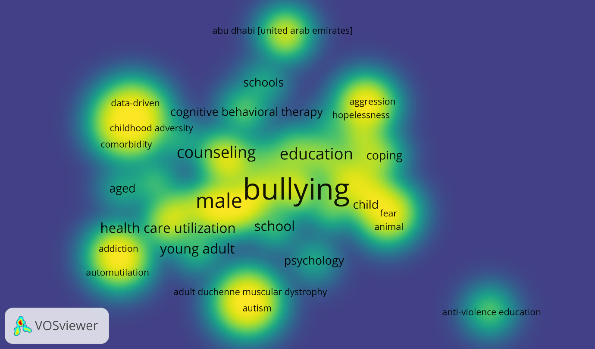 abu dhabi [united arab emirates]
schools
data-driven
aggression
cognitive behavioral therapy
hopelessness
childhood adversity
comorbidity
counseling
education
coping
aged
bullying
male
child
fear
health care utilization
school
animal
addiction
young adult
psychology
automutilation
adult duchenne muscular dystrophy
autism
anti-violence education
VOSviewer